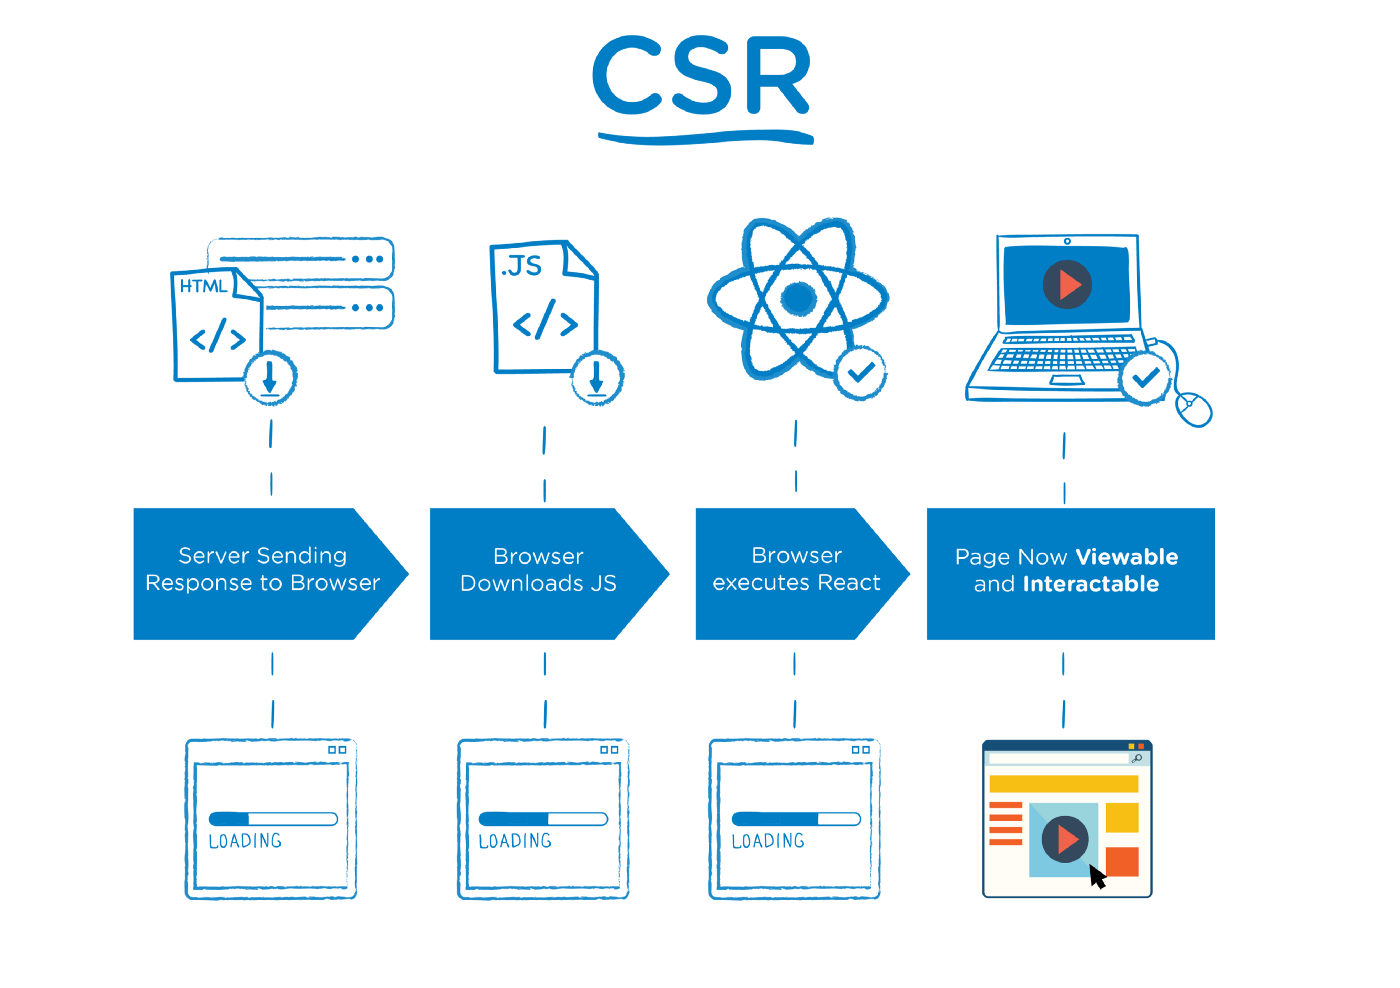 CSR
HTML
.JS
Server Sending
Response to Browser
Browser
Downloads JS
Browser
executes React
Page Now Viewable
and Interactable
LOADING
LOADING
LOADING